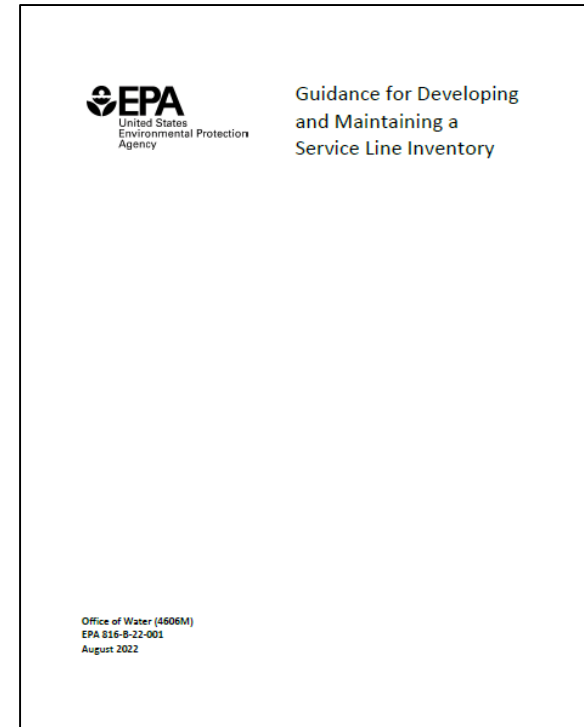 EPA
United States
Environmental Protection
Agency
Guidance for Developing
and Maintaining a
Service Line Inventory
Office of Water (4606M)
EPA 816-B-22-001
August 2022